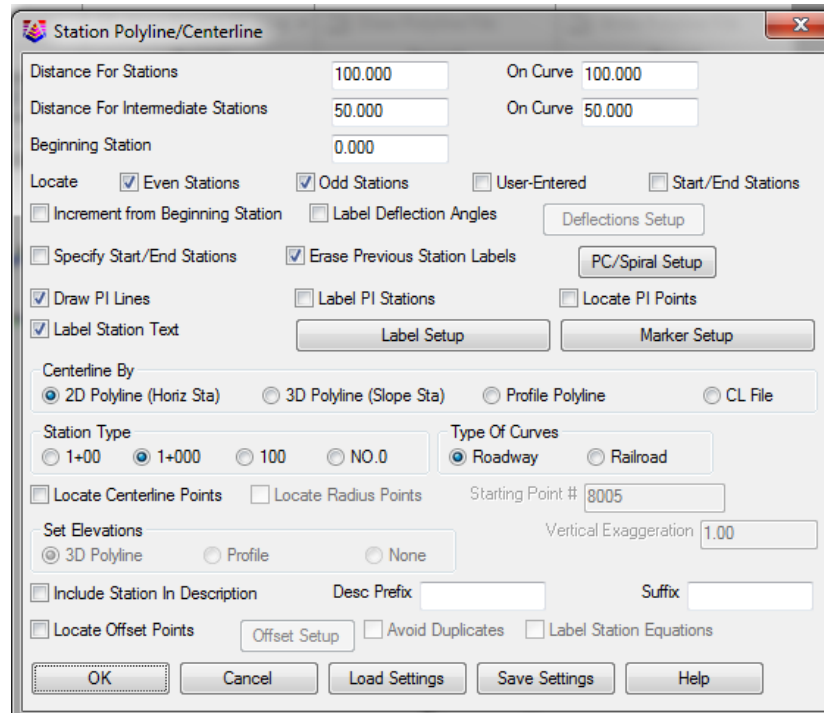 Station Polyline/Centerline
Distance For Stations 100.000 On Curve 100.000
Distance For Intermediate Stations 50.000 On Curve 50.000
Beginning Station 0.000
Locate Even Stations Odd Stations User-Entered Start/End Stations
Increment from Beginning Station Label Deflection Angles Deflections Setup
Specify Start/End Stations Erase Previous Station Labels PC/Spiral Setup
Draw PI Lines Label PI Stations Locate PI Points
Label Station Text Label Setup Marker Setup
Centerline By
2D Polyline (Horiz Sta) 3D Polyline (Slope Sta) Profile Polyline CL File
Station Type Type Of Curves
1+00 1+000 100 NO.0 Roadway Railroad
Locate Centerline Points Locate Radius Points Starting Point # 8005
Set Elevations Vertical Exaggeration 1.00
3D Polyline Profile None
Include Station In Description Desc Prefix Suffix
Locate Offset Points Offset Setup Avoid Duplicates Label Station Equations
OK Cancel Load Settings Save Settings Help